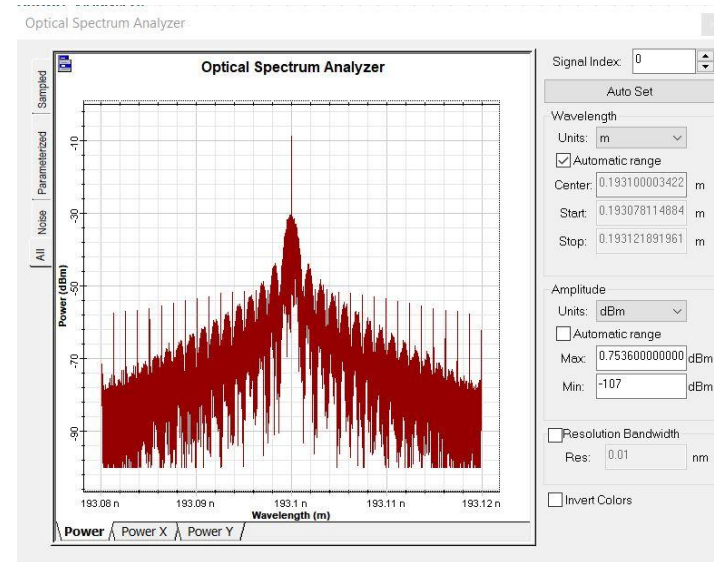 Optical Spectrum Analyzer
Optical Spectrum Analyzer
Sampled
Parameterized
Noise
All
Power (dBm)
-10
-30
-50
-70
-90
193.08 n
193.09 n
193.1 n
193.11 n
193.12 n
Wavelength (m)
Power
Power X
Power Y
Signal Index: 0
Auto Set
Wavelength
Units: m
Automatic range
Center: 0.193100003422 m
Start: 0.193078114884 m
Stop: 0.193121891961 m
Amplitude
Units: dBm
Automatic range
Max: 0.753600000000 dBm
Min: -107 dBm
Resolution Bandwidth
Res: 0.01 nm
Invert Colors